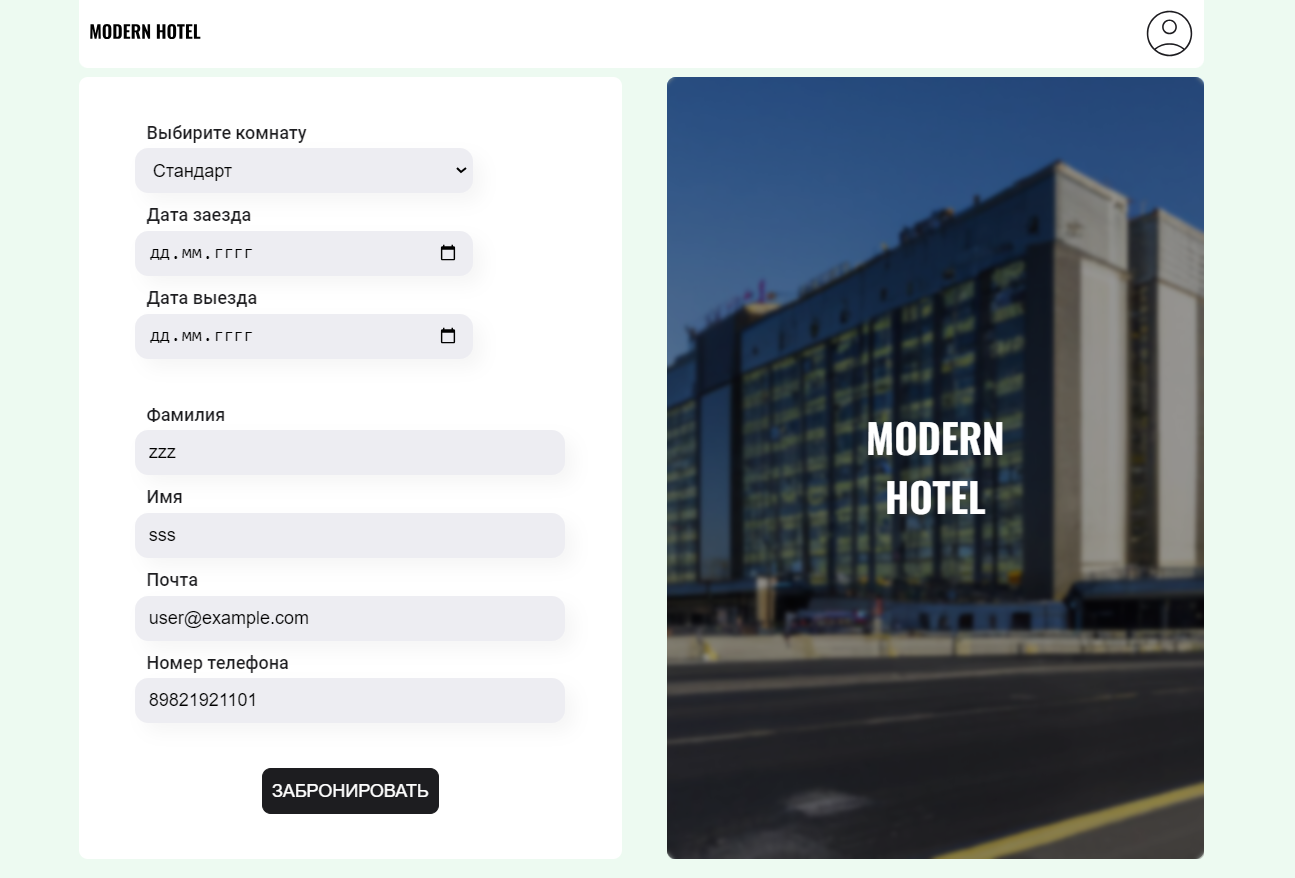 MODERN HOTEL
Выбирите комнату
Стандарт
Дата заезда
дд.мм.гггг
Дата выезда
дд.мм.гггг
Фамилия
zzz
Имя
sss
Почта
user@example.com
Номер телефона
89821921101
ЗАБРОНИРОВАТЬ
MODERN
HOTEL